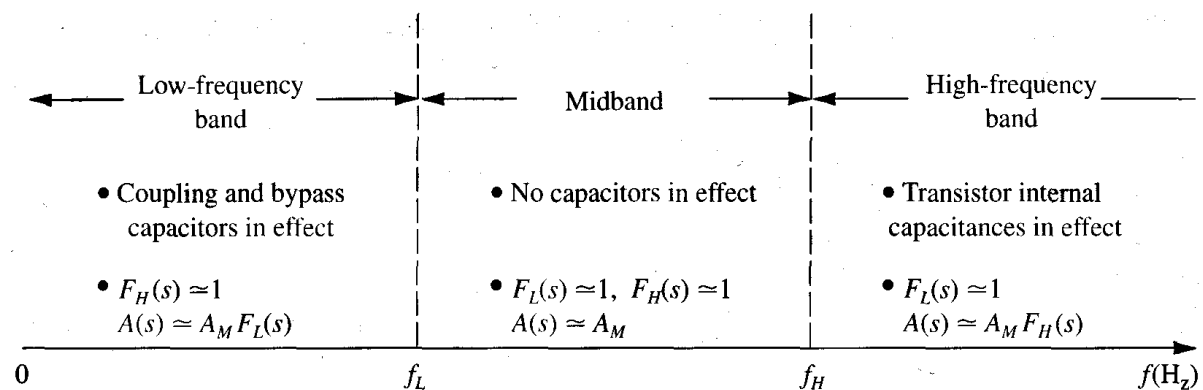 Low-frequency
band
Midband
High-frequency
band
• Coupling and bypass
capacitors in effect
• No capacitors in effect
• Transistor internal
capacitances in effect
• F_H(s) ≃ 1
A(s) ≃ A_M F_L(s)
• F_L(s) ≃ 1, F_H(s) ≃ 1
A(s) ≃ A_M
• F_L(s) ≃ 1
A(s) ≃ A_M F_H(s)
0
f_L
f_H
f(H_z)